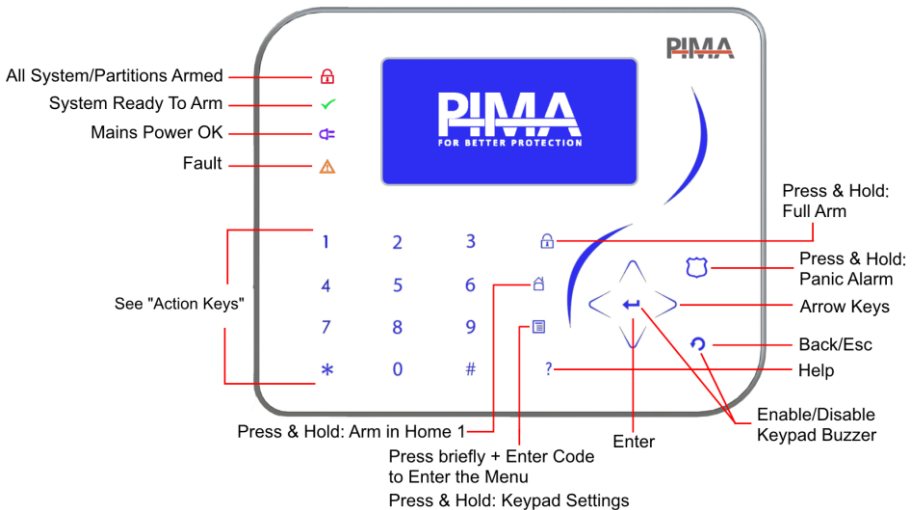 PIMA
All System/Partitions Armed
System Ready To Arm
Mains Power OK
Fault
PIMA
FOR BETTER PROTECTION
Press & Hold:
Full Arm
Press & Hold:
Panic Alarm
Arrow Keys
Back/Esc
Help
Enable/Disable
Keypad Buzzer
See "Action Keys"
1 2 3
4 5 6
7 8 9
* 0 # ?
Press & Hold: Arm in Home 1
Press briefly + Enter Code
to Enter the Menu
Press & Hold: Keypad Settings
Enter